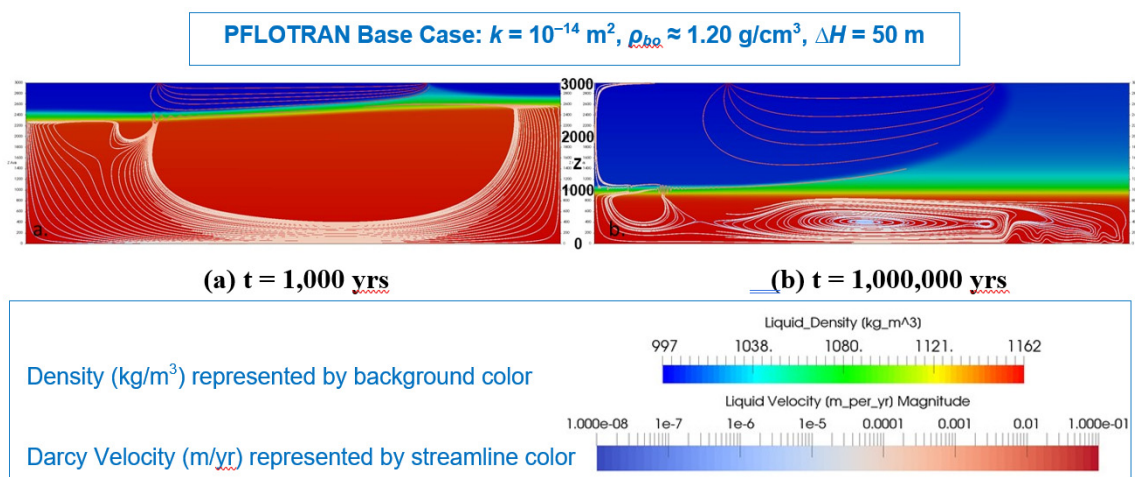 PFLOTRAN Base Case: k = 10⁻¹⁴ m², ρbo ≈ 1.20 g/cm³, ΔH = 50 m
3000
2000
Z
1000
0
a.
b.
(a) t = 1,000 yrs
(b) t = 1,000,000 yrs
Density (kg/m³) represented by background color
Liquid_Density (kg_m^3)
997 1038. 1080. 1121. 1162
Liquid Velocity (m_per_yr) Magnitude
1.000e-08 1e-7 1e-6 1e-5 0.0001 0.001 0.01 1.000e-01
Darcy Velocity (m/yr) represented by streamline color